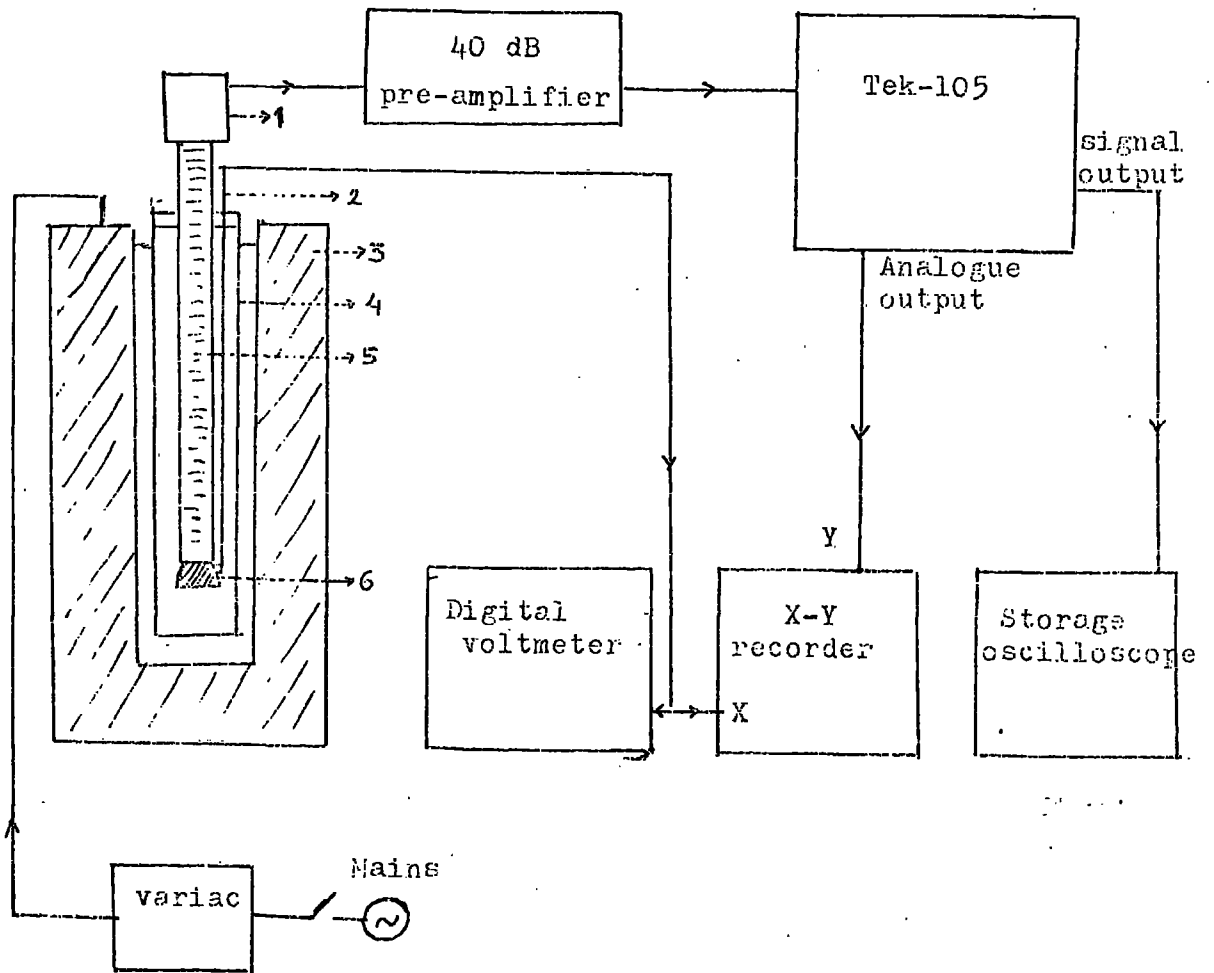 40 dB
pre-amplifier
Tek-105
signal
output
1
2
3
4
5
6
Analogue
output
Y
Digital
voltmeter
X-Y
recorder
X
Storage
oscilloscope
Mains
variac
~